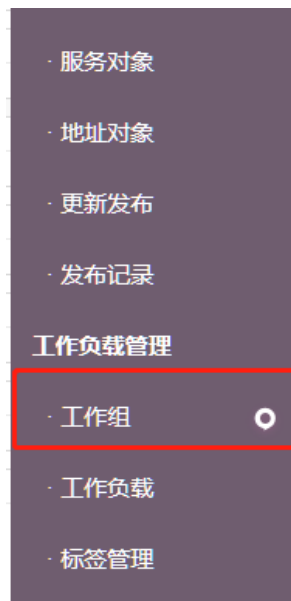 · 服务对象
· 地址对象
· 更新发布
· 发布记录
工作负载管理
· 工作组
· 工作负载
· 标签管理